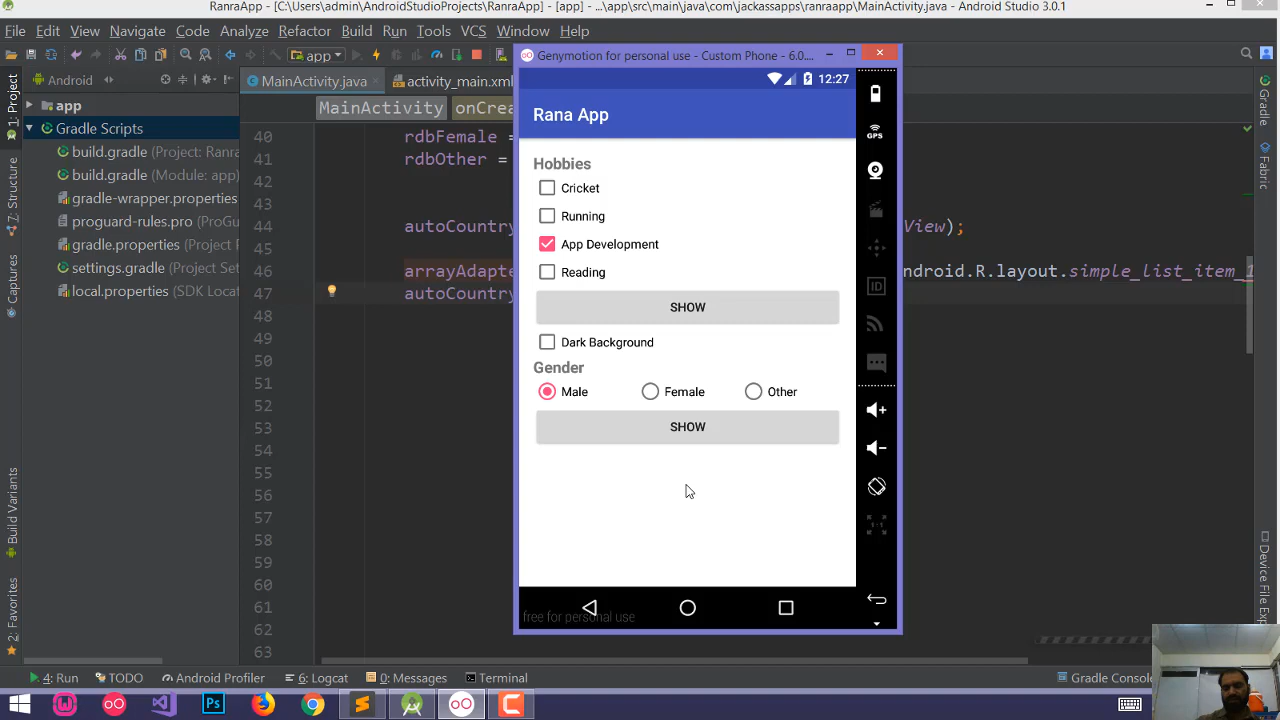 RanraApp - [C:\Users\admin\AndroidStudioProjects\RanraApp] - [app] - ...\app\src\main\java\com\jackassapps\ranraapp\MainActivity.java - Android Studio 3.0.1
File Edit View Navigate Code Analyze Refactor Build Run Tools VCS Window Help
app
Genymotion for personal use - Custom Phone - 6.0....
1: Project
Android
MainActivity.java
activity_main.xml
12:27
Gradle
MainActivity
onCrea
app
Gradle Scripts
build.gradle (Project: Ranra
build.gradle (Module: app)
gradle-wrapper.properties
proguard-rules.pro (ProGu
gradle.properties (Project
settings.gradle (Project Set
local.properties (SDK Locat
7: Structure
Captures
Build Variants
2: Favorites
40 rdbFemale =
41 rdbOther =
42
43
44 autoCountry View);
45
46 arrayAdapte android.R.layout.simple_list_item_1
47 autoCountry
48
49
50
51
52
53
54
55
56
57
58
59
60
61
62
63
Rana App
Hobbies
Cricket
Running
App Development
Reading
SHOW
Dark Background
Gender
Male Female Other
SHOW
free for personal use
GPS
ID
1:1
Fabric
Device File Exp
4: Run TODO Android Profiler 6: Logcat 0: Messages Terminal Gradle Conso
Ps